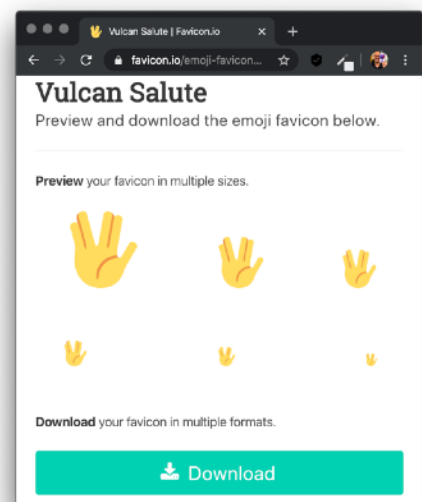 Vulcan Salute | Favicon.io
favicon.io/emoji-favicon...
Vulcan Salute
Preview and download the emoji favicon below.
Preview your favicon in multiple sizes.
Download your favicon in multiple formats.
Download